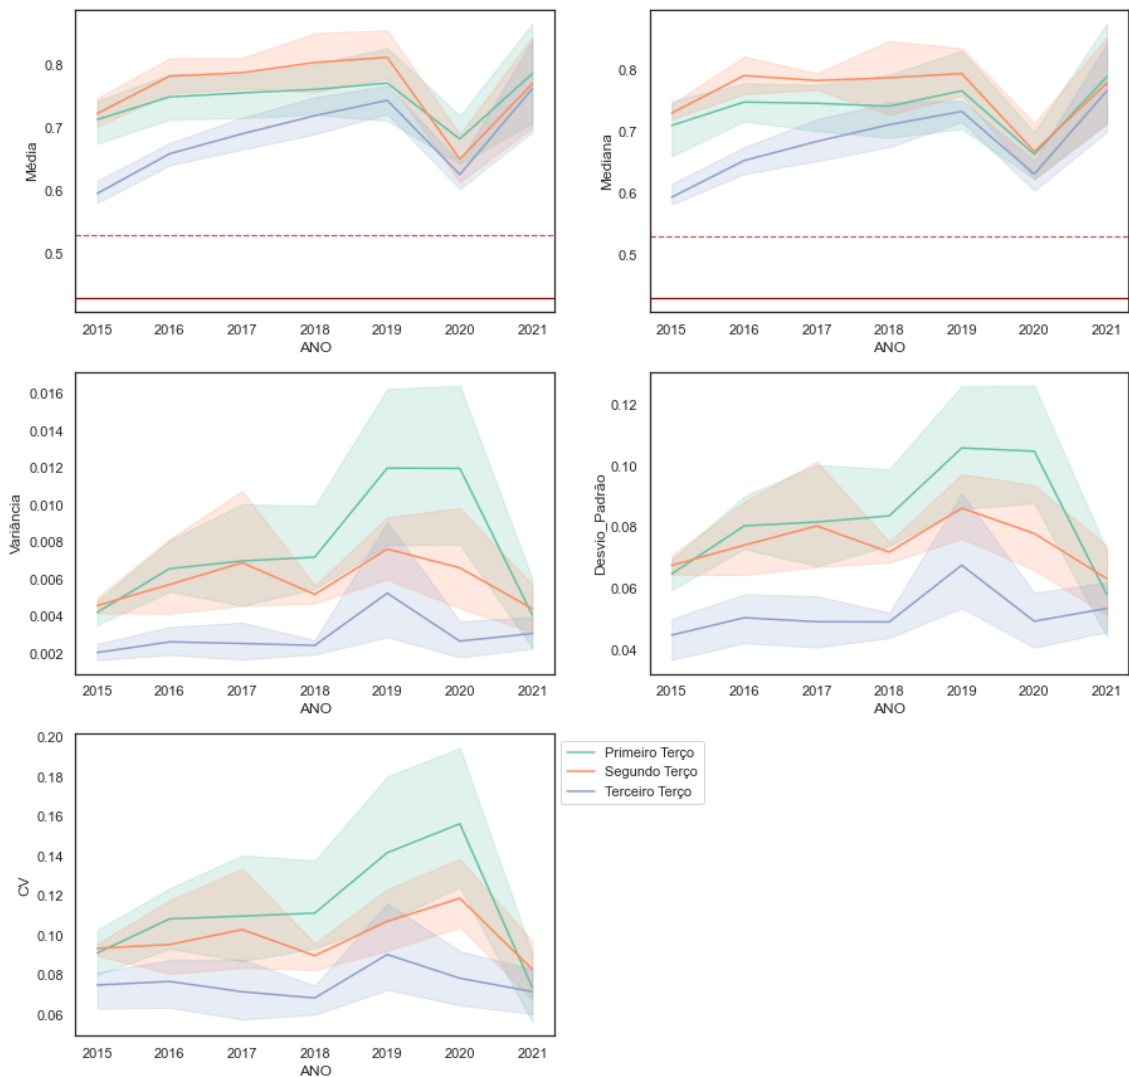 Média
0.8
0.7
0.6
0.5
2015 2016 2017 2018 2019 2020 2021
ANO
Mediana
0.8
0.7
0.6
0.5
2015 2016 2017 2018 2019 2020 2021
ANO
Variância
0.016
0.014
0.012
0.010
0.008
0.006
0.004
0.002
2015 2016 2017 2018 2019 2020 2021
ANO
Desvio_Padrão
0.12
0.10
0.08
0.06
0.04
2015 2016 2017 2018 2019 2020 2021
ANO
CV
0.20
0.18
0.16
0.14
0.12
0.10
0.08
0.06
2015 2016 2017 2018 2019 2020 2021
ANO
Primeiro Terço
Segundo Terço
Terceiro Terço